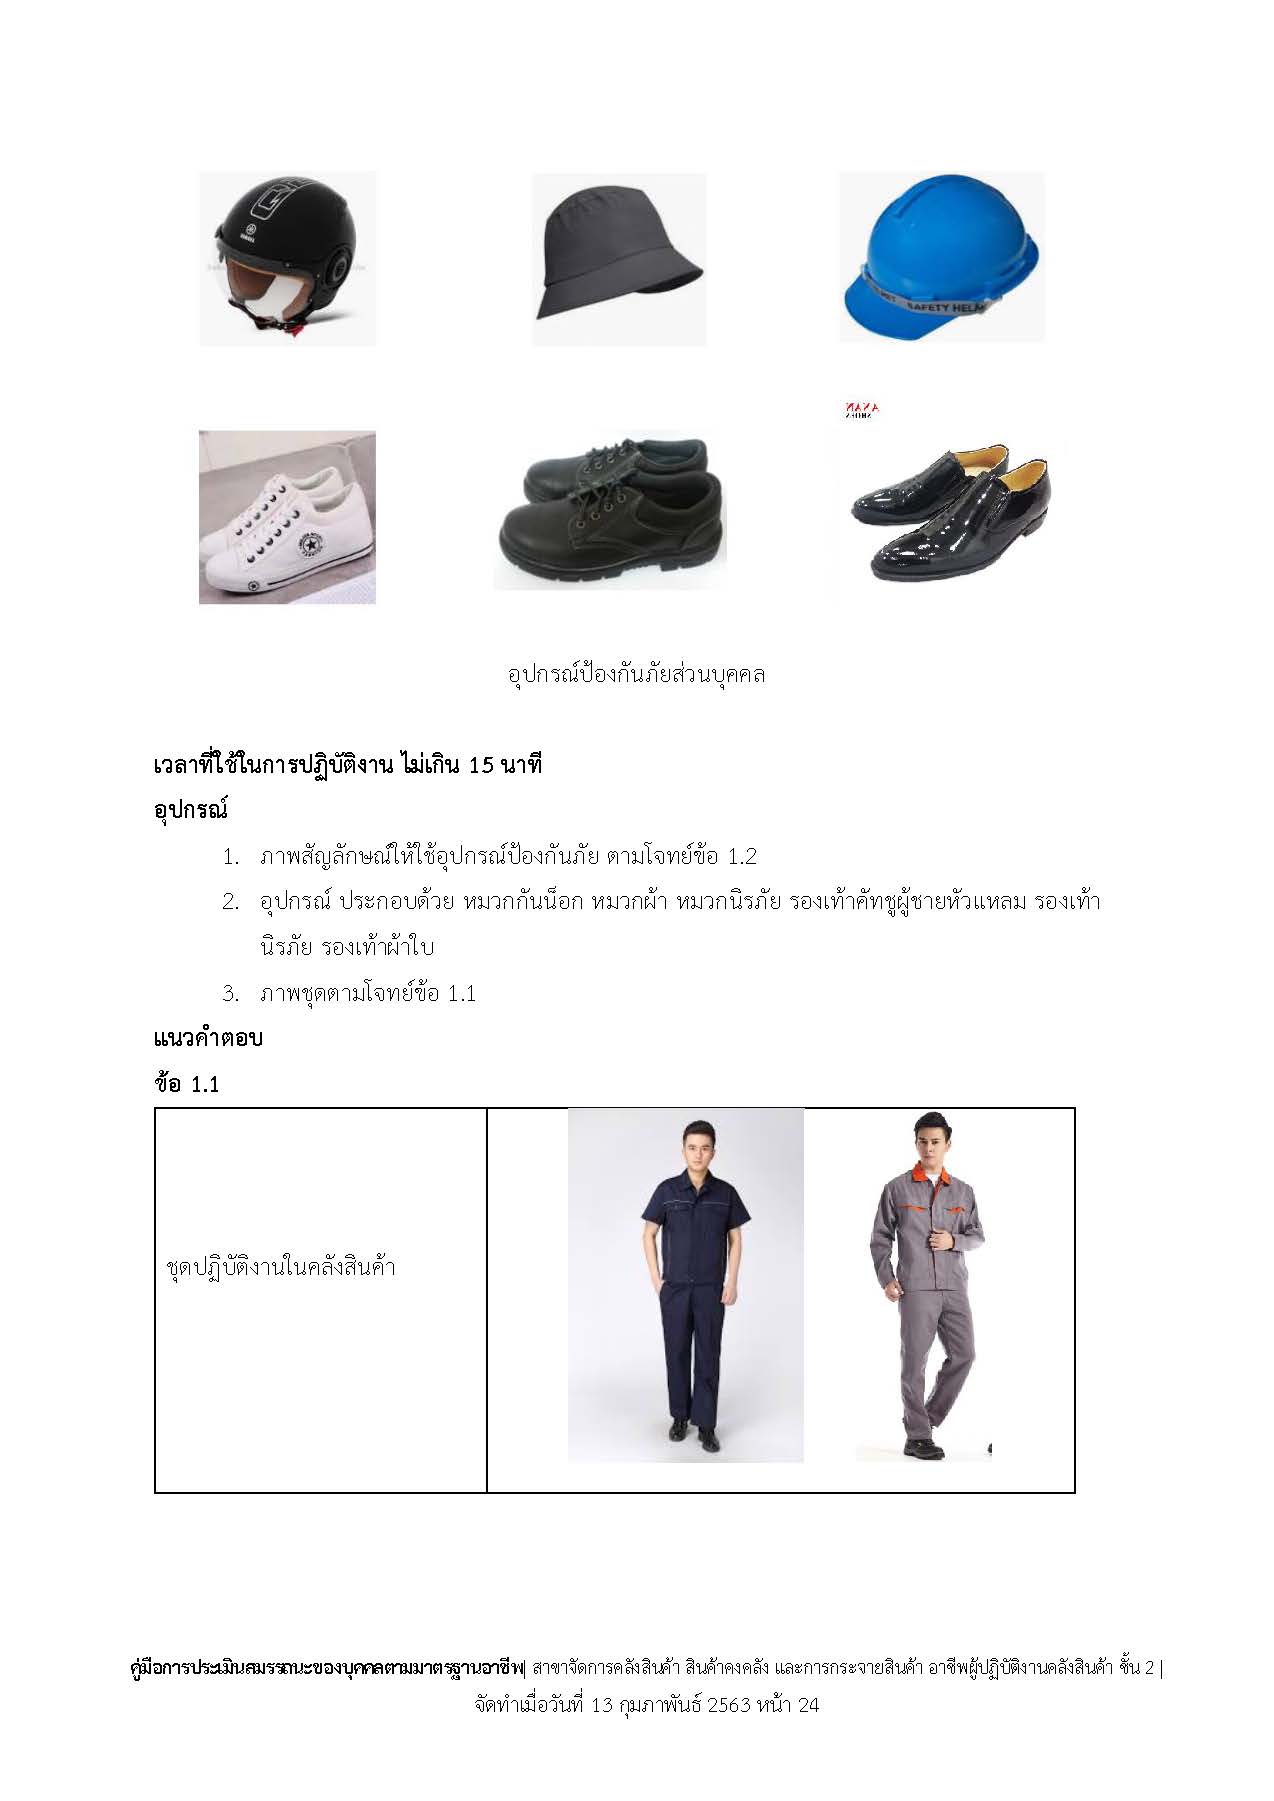 YAMAHA
SAFETY HELM
อุปกรณ์ป้องกันภัยส่วนบุคคล
เวลาที่ใช้ในการปฏิบัติงาน ไม่เกิน 15 นาที
อุปกรณ์
1. ภาพสัญลักษณ์ให้ใช้อุปกรณ์ป้องกันภัย ตามโจทย์ข้อ 1.2
2. อุปกรณ์ ประกอบด้วย หมวกกันน็อก หมวกผ้า หมวกนิรภัย รองเท้าคัทชูผู้ชายหัวแหลม รองเท้า
นิรภัย รองเท้าผ้าใบ
3. ภาพชุดตามโจทย์ข้อ 1.1
แนวคำตอบ
ข้อ 1.1
ชุดปฏิบัติงานในคลังสินค้า
คู่มือการประเมินสมรรถนะของบุคคลตามมาตรฐานอาชีพ| สาขาจัดการคลังสินค้า สินค้าคงคลัง และการกระจายสินค้า อาชีพผู้ปฏิบัติงานคลังสินค้า ชั้น 2 |
จัดทำเมื่อวันที่ 13 กุมภาพันธ์ 2563 หน้า 24